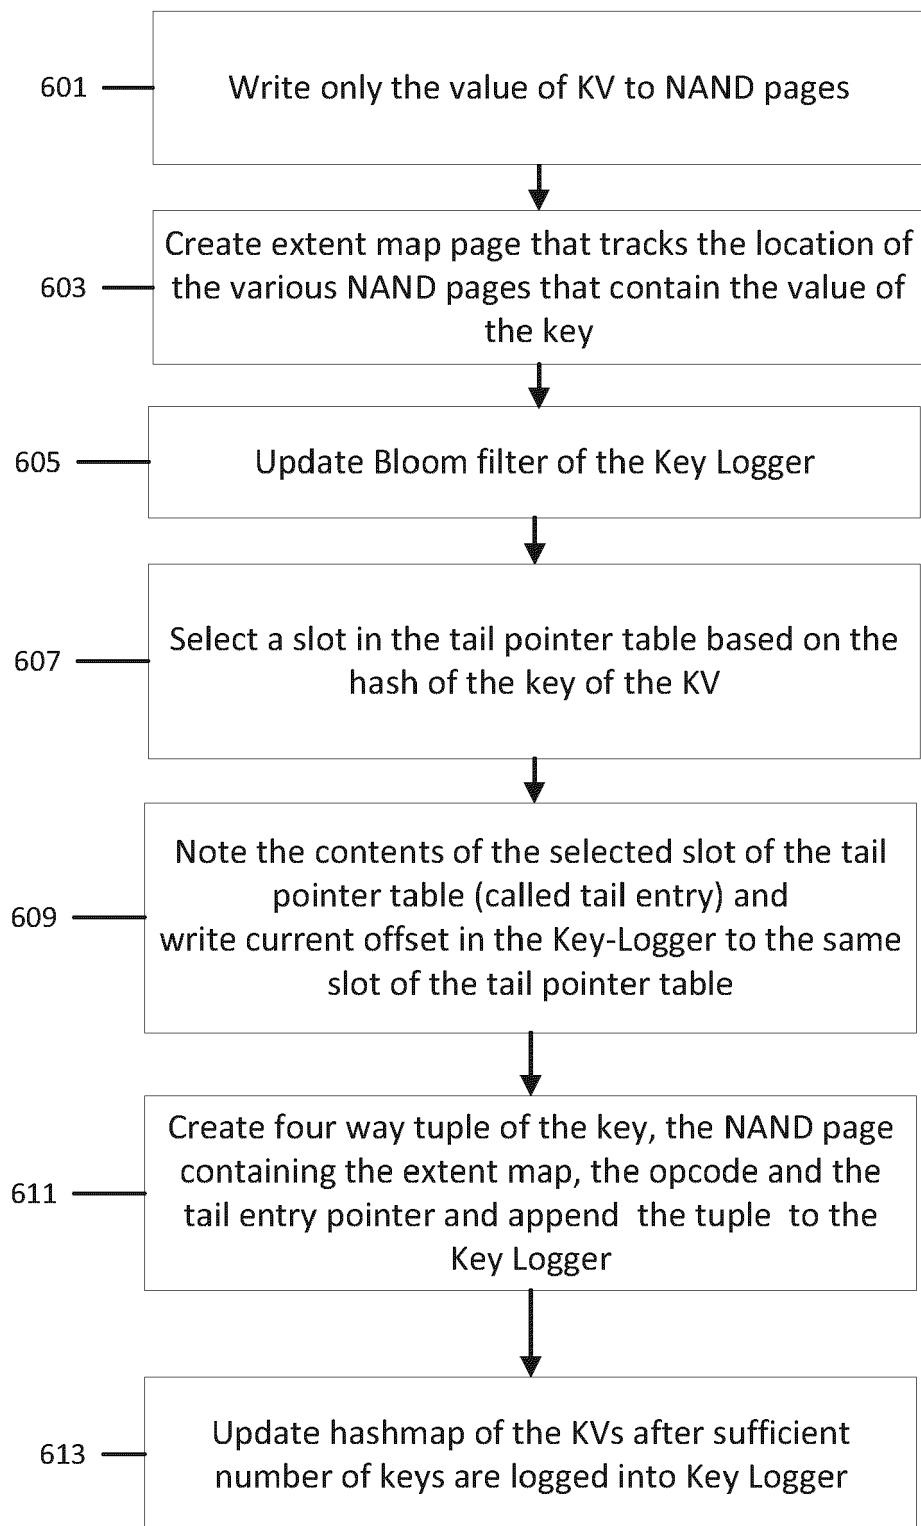 601
Write only the value of KV to NAND pages
Create extent map page that tracks the location of
603
the various NAND pages that contain the value of
the key
605
Update Bloom filter of the Key Logger
Select a slot in the tail pointer table based on the
607
hash of the key of the KV
Note the contents of the selected slot of the tail
pointer table (called tail entry) and
609
write current offset in the Key-Logger to the same
slot of the tail pointer table
Create four way tuple of the key, the NAND page
containing the extent map, the opcode and the
611
tail entry pointer and append the tuple to the
Key Logger
Update hashmap of the KVs after sufficient
613
number of keys are logged into Key Logger